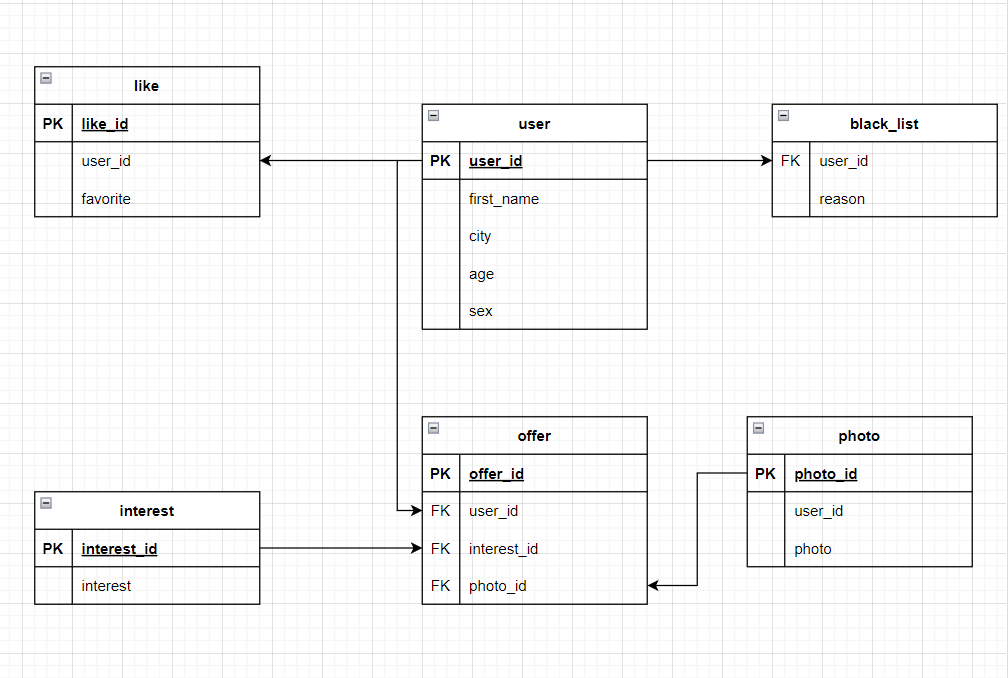 like
PK like_id
user_id
favorite
user
PK user_id
first_name
city
age
sex
black_list
FK user_id
reason
interest
PK interest_id
interest
offer
PK offer_id
FK user_id
FK interest_id
FK photo_id
photo
PK photo_id
user_id
photo